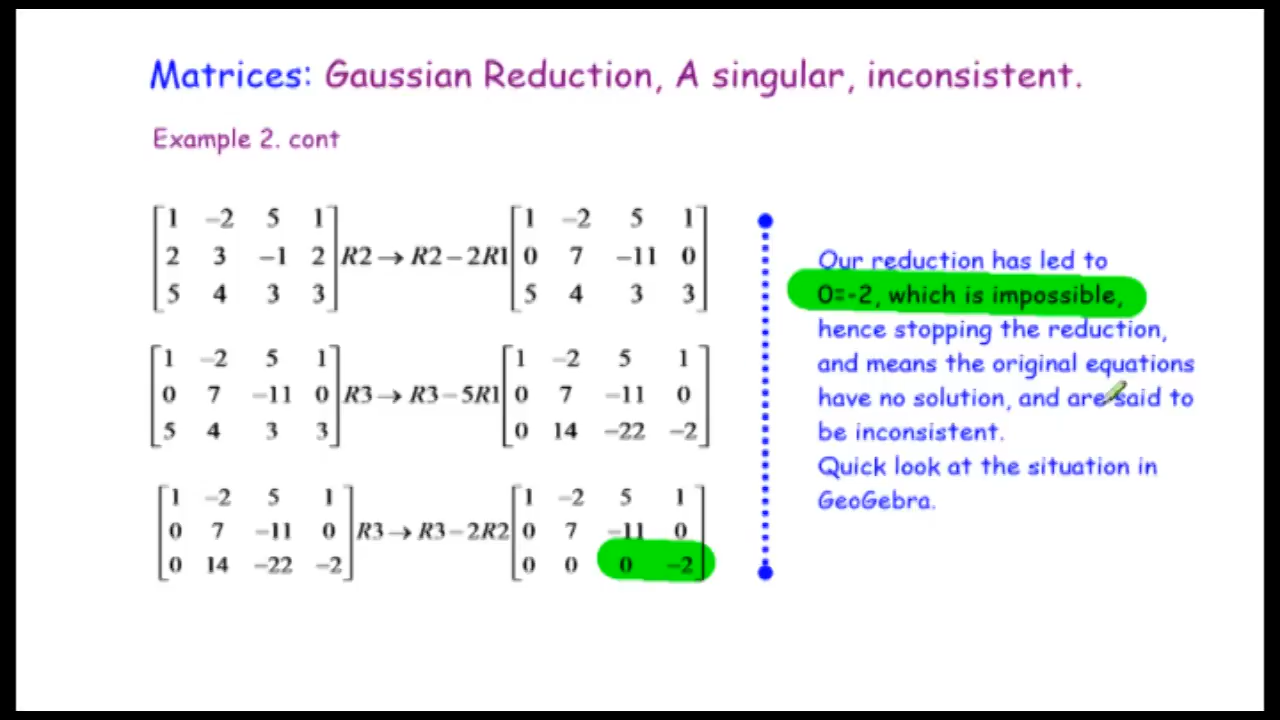 Matrices: Gaussian Reduction, A singular, inconsistent.
Example 2. cont
1 −2 5 1
2 3 −1 2
5 4 3 3
R2→ R2−2R1
1 −2 5 1
0 7 −11 0
5 4 3 3
1 −2 5 1
0 7 −11 0
5 4 3 3
R3→ R3−5R1
1 −2 5 1
0 7 −11 0
0 14 −22 −2
1 −2 5 1
0 7 −11 0
0 14 −22 −2
R3→ R3−2R2
1 −2 5 1
0 7 −11 0
0 0 0 −2
Our reduction has led to
0=-2, which is impossible,
hence stopping the reduction,
and means the original equations
have no solution, and are said to
be inconsistent.
Quick look at the situation in
GeoGebra.